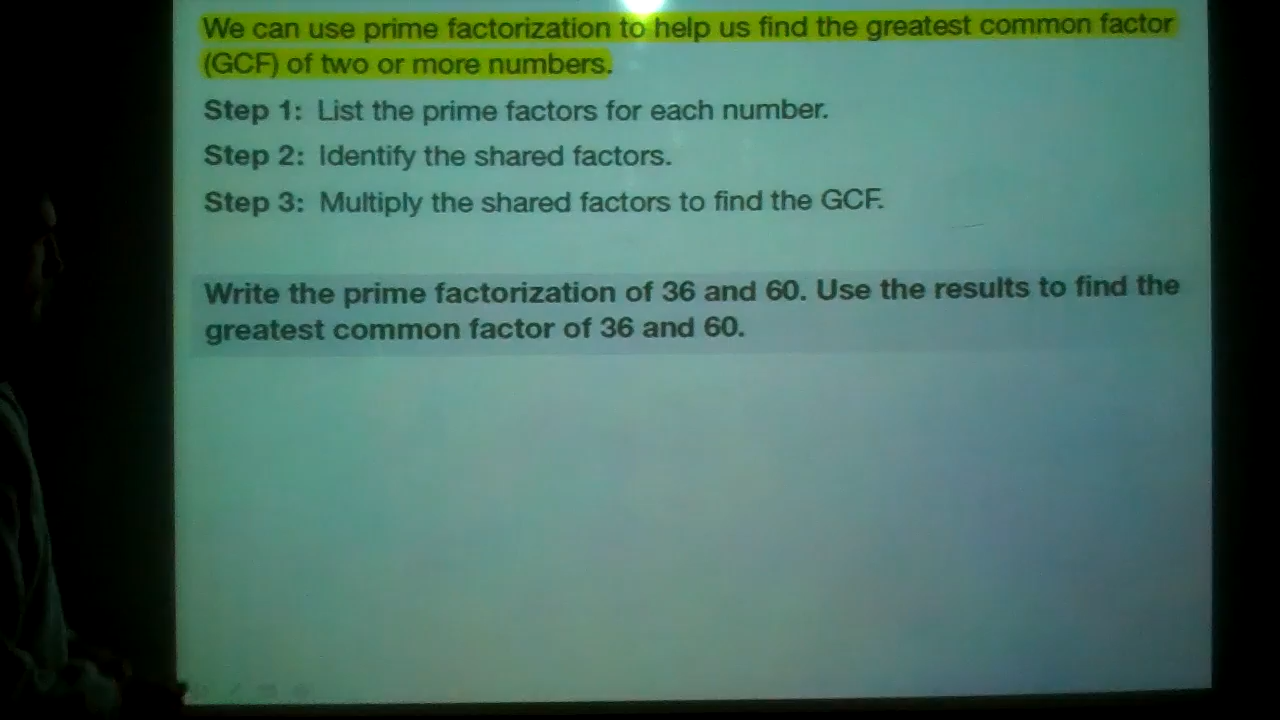 We can use prime factorization to help us find the greatest common factor
(GCF) of two or more numbers.
Step 1: List the prime factors for each number.
Step 2: Identify the shared factors.
Step 3: Multiply the shared factors to find the GCF.
Write the prime factorization of 36 and 60. Use the results to find the
greatest common factor of 36 and 60.